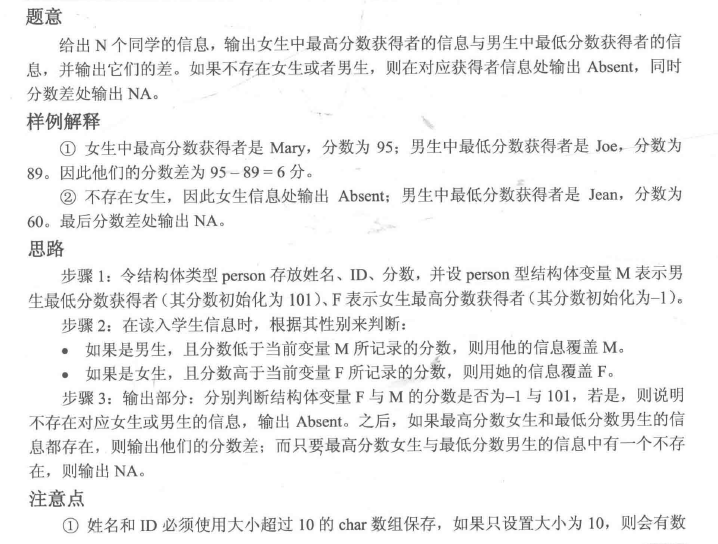 题意
给出 N 个同学的信息，输出女生中最高分数获得者的信息与男生中最低分数获得者的信
息，并输出它们的差。如果不存在女生或者男生，则在对应获得者信息处输出 Absent，同时
分数差处输出 NA。
样例解释
① 女生中最高分数获得者是 Mary，分数为 95；男生中最低分数获得者是 Joe，分数为
89。因此他们的分数差为 95 – 89 = 6 分。
② 不存在女生，因此女生信息处输出 Absent；男生中最低分数获得者是 Jean，分数为
60。最后分数差处输出 NA。
思路
步骤 1：令结构体类型 person 存放姓名、ID、分数，并设 person 型结构体变量 M 表示男
生最低分数获得者（其分数初始化为 101）、F 表示女生最高分数获得者（其分数初始化为–1）。
步骤 2：在读入学生信息时，根据其性别来判断：
• 如果是男生，且分数低于当前变量 M 所记录的分数，则用他的信息覆盖 M。
• 如果是女生，且分数高于当前变量 F 所记录的分数，则用她的信息覆盖 F。
步骤 3：输出部分：分别判断结构体变量 F 与 M 的分数是否为–1 与 101，若是，则说明
不存在对应女生或男生的信息，输出 Absent。之后，如果最高分数女生和最低分数男生的信
息都存在，则输出他们的分数差；而只要最高分数女生与最低分数男生的信息中有一个不存
在，则输出 NA。
注意点
① 姓名和 ID 必须使用大小超过 10 的 char 数组保存，如果只设置大小为 10，则会有数